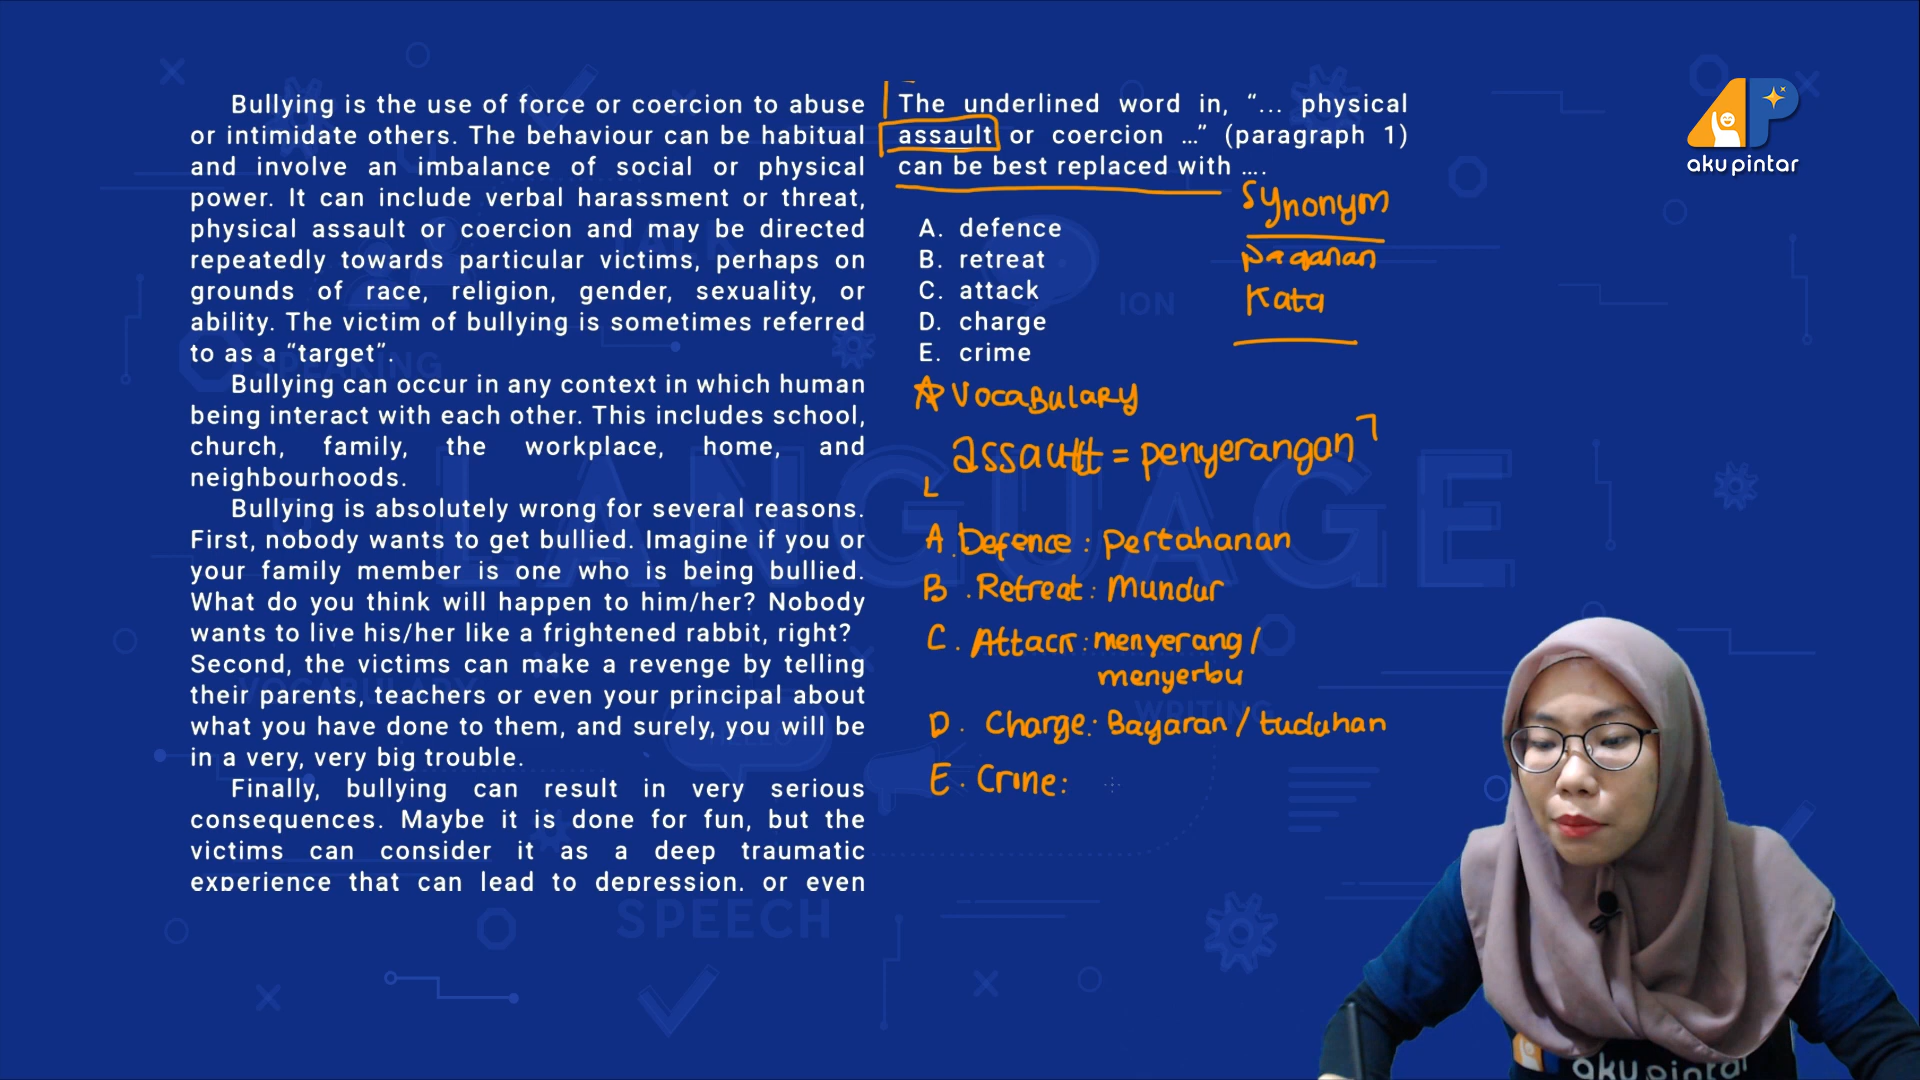 Bullying is the use of force or coercion to abuse
or intimidate others. The behaviour can be habitual
and involve an imbalance of social or physical
power. It can include verbal harassment or threat,
physical assault or coercion and may be directed
repeatedly towards particular victims, perhaps on
grounds of race, religion, gender, sexuality, or
ability. The victim of bullying is sometimes referred
to as a “target”.
Bullying can occur in any context in which human
being interact with each other. This includes school,
church, family, the workplace, home, and
neighbourhoods.
Bullying is absolutely wrong for several reasons.
First, nobody wants to get bullied. Imagine if you or
your family member is one who is being bullied.
What do you think will happen to him/her? Nobody
wants to live his/her like a frightened rabbit, right?
Second, the victims can make a revenge by telling
their parents, teachers or even your principal about
what you have done to them, and surely, you will be
in a very, very big trouble.
Finally, bullying can result in very serious
consequences. Maybe it is done for fun, but the
victims can consider it as a deep traumatic
experience that can lead to depression, or even
The underlined word in, “... physical
assault or coercion ...” (paragraph 1)
can be best replaced with ....
A. defence
B. retreat
C. attack
D. charge
E. crime
Synonym
Kata
Vocabulary
assault = penyerangan
A. Defence : Pertahanan
B. Retreat : Mundur
C. Attack : menyerang /
menyerbu
D. Charge : Bayaran / tuduhan
E. Crime :
aku pintar
LANGUAGE
SPEECH
WRITING
SPEAKING
VOCABULARY
aku pintar